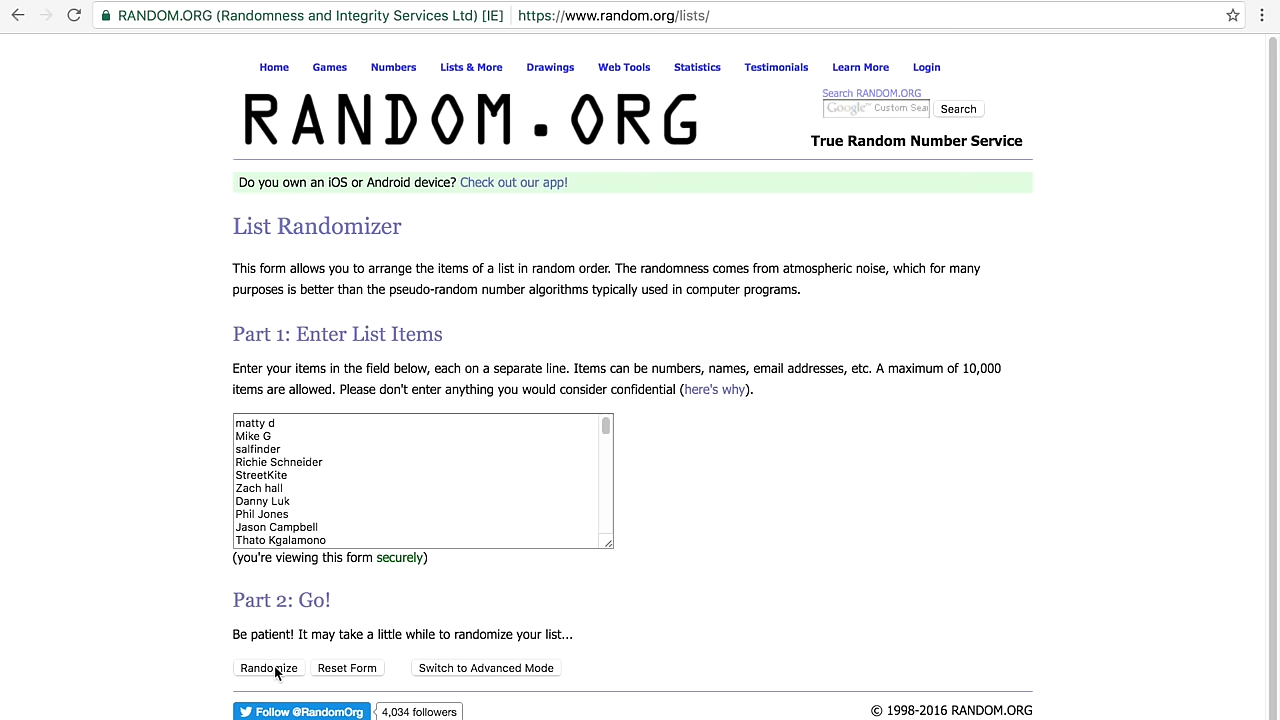 RANDOM.ORG (Randomness and Integrity Services Ltd) [IE] https://www.random.org/lists/
Home Games Numbers Lists & More Drawings Web Tools Statistics Testimonials Learn More Login
RANDOM.ORG
Search RANDOM.ORG
Google™ Custom Sea Search
True Random Number Service
Do you own an iOS or Android device? Check out our app!
List Randomizer
This form allows you to arrange the items of a list in random order. The randomness comes from atmospheric noise, which for many
purposes is better than the pseudo-random number algorithms typically used in computer programs.
Part 1: Enter List Items
Enter your items in the field below, each on a separate line. Items can be numbers, names, email addresses, etc. A maximum of 10,000
items are allowed. Please don't enter anything you would consider confidential (here's why).
matty d
Mike G
salfinder
Richie Schneider
StreetKite
Zach hall
Danny Luk
Phil Jones
Jason Campbell
Thato Kgalamono
(you're viewing this form securely)
Part 2: Go!
Be patient! It may take a little while to randomize your list...
Randomize Reset Form Switch to Advanced Mode
Follow @RandomOrg 4,034 followers © 1998-2016 RANDOM.ORG